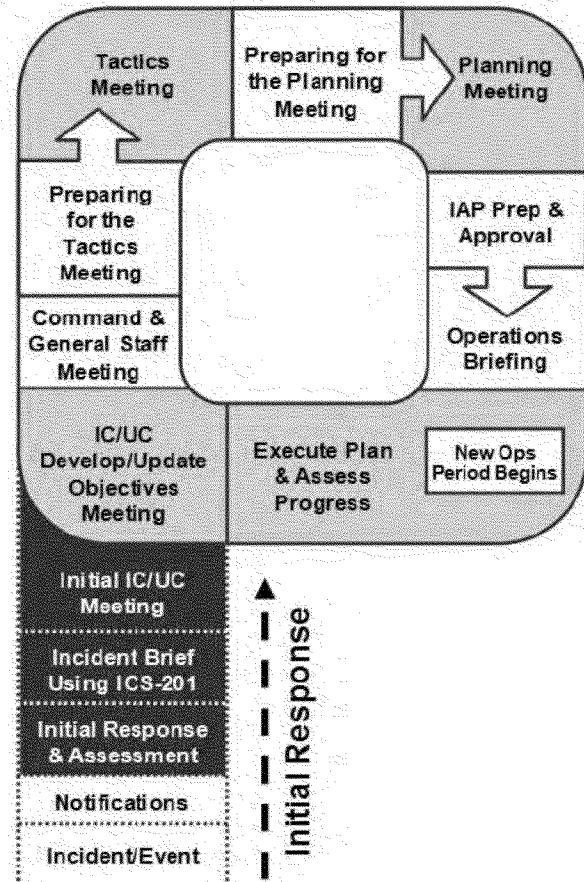 Tactics
Meeting
Preparing for
the Planning
Meeting
Planning
Meeting
Preparing
for the
Tactics
Meeting
IAP Prep &
Approval
Command &
General Staff
Meeting
Operations
Briefing
IC/UC
Develop/Update
Objectives
Meeting
Execute Plan
& Assess
Progress
New Ops
Period Begins
Initial IC/UC
Meeting
Incident Brief
Using ICS-201
Initial Response
& Assessment
Notifications
Incident/Event
Initial Response